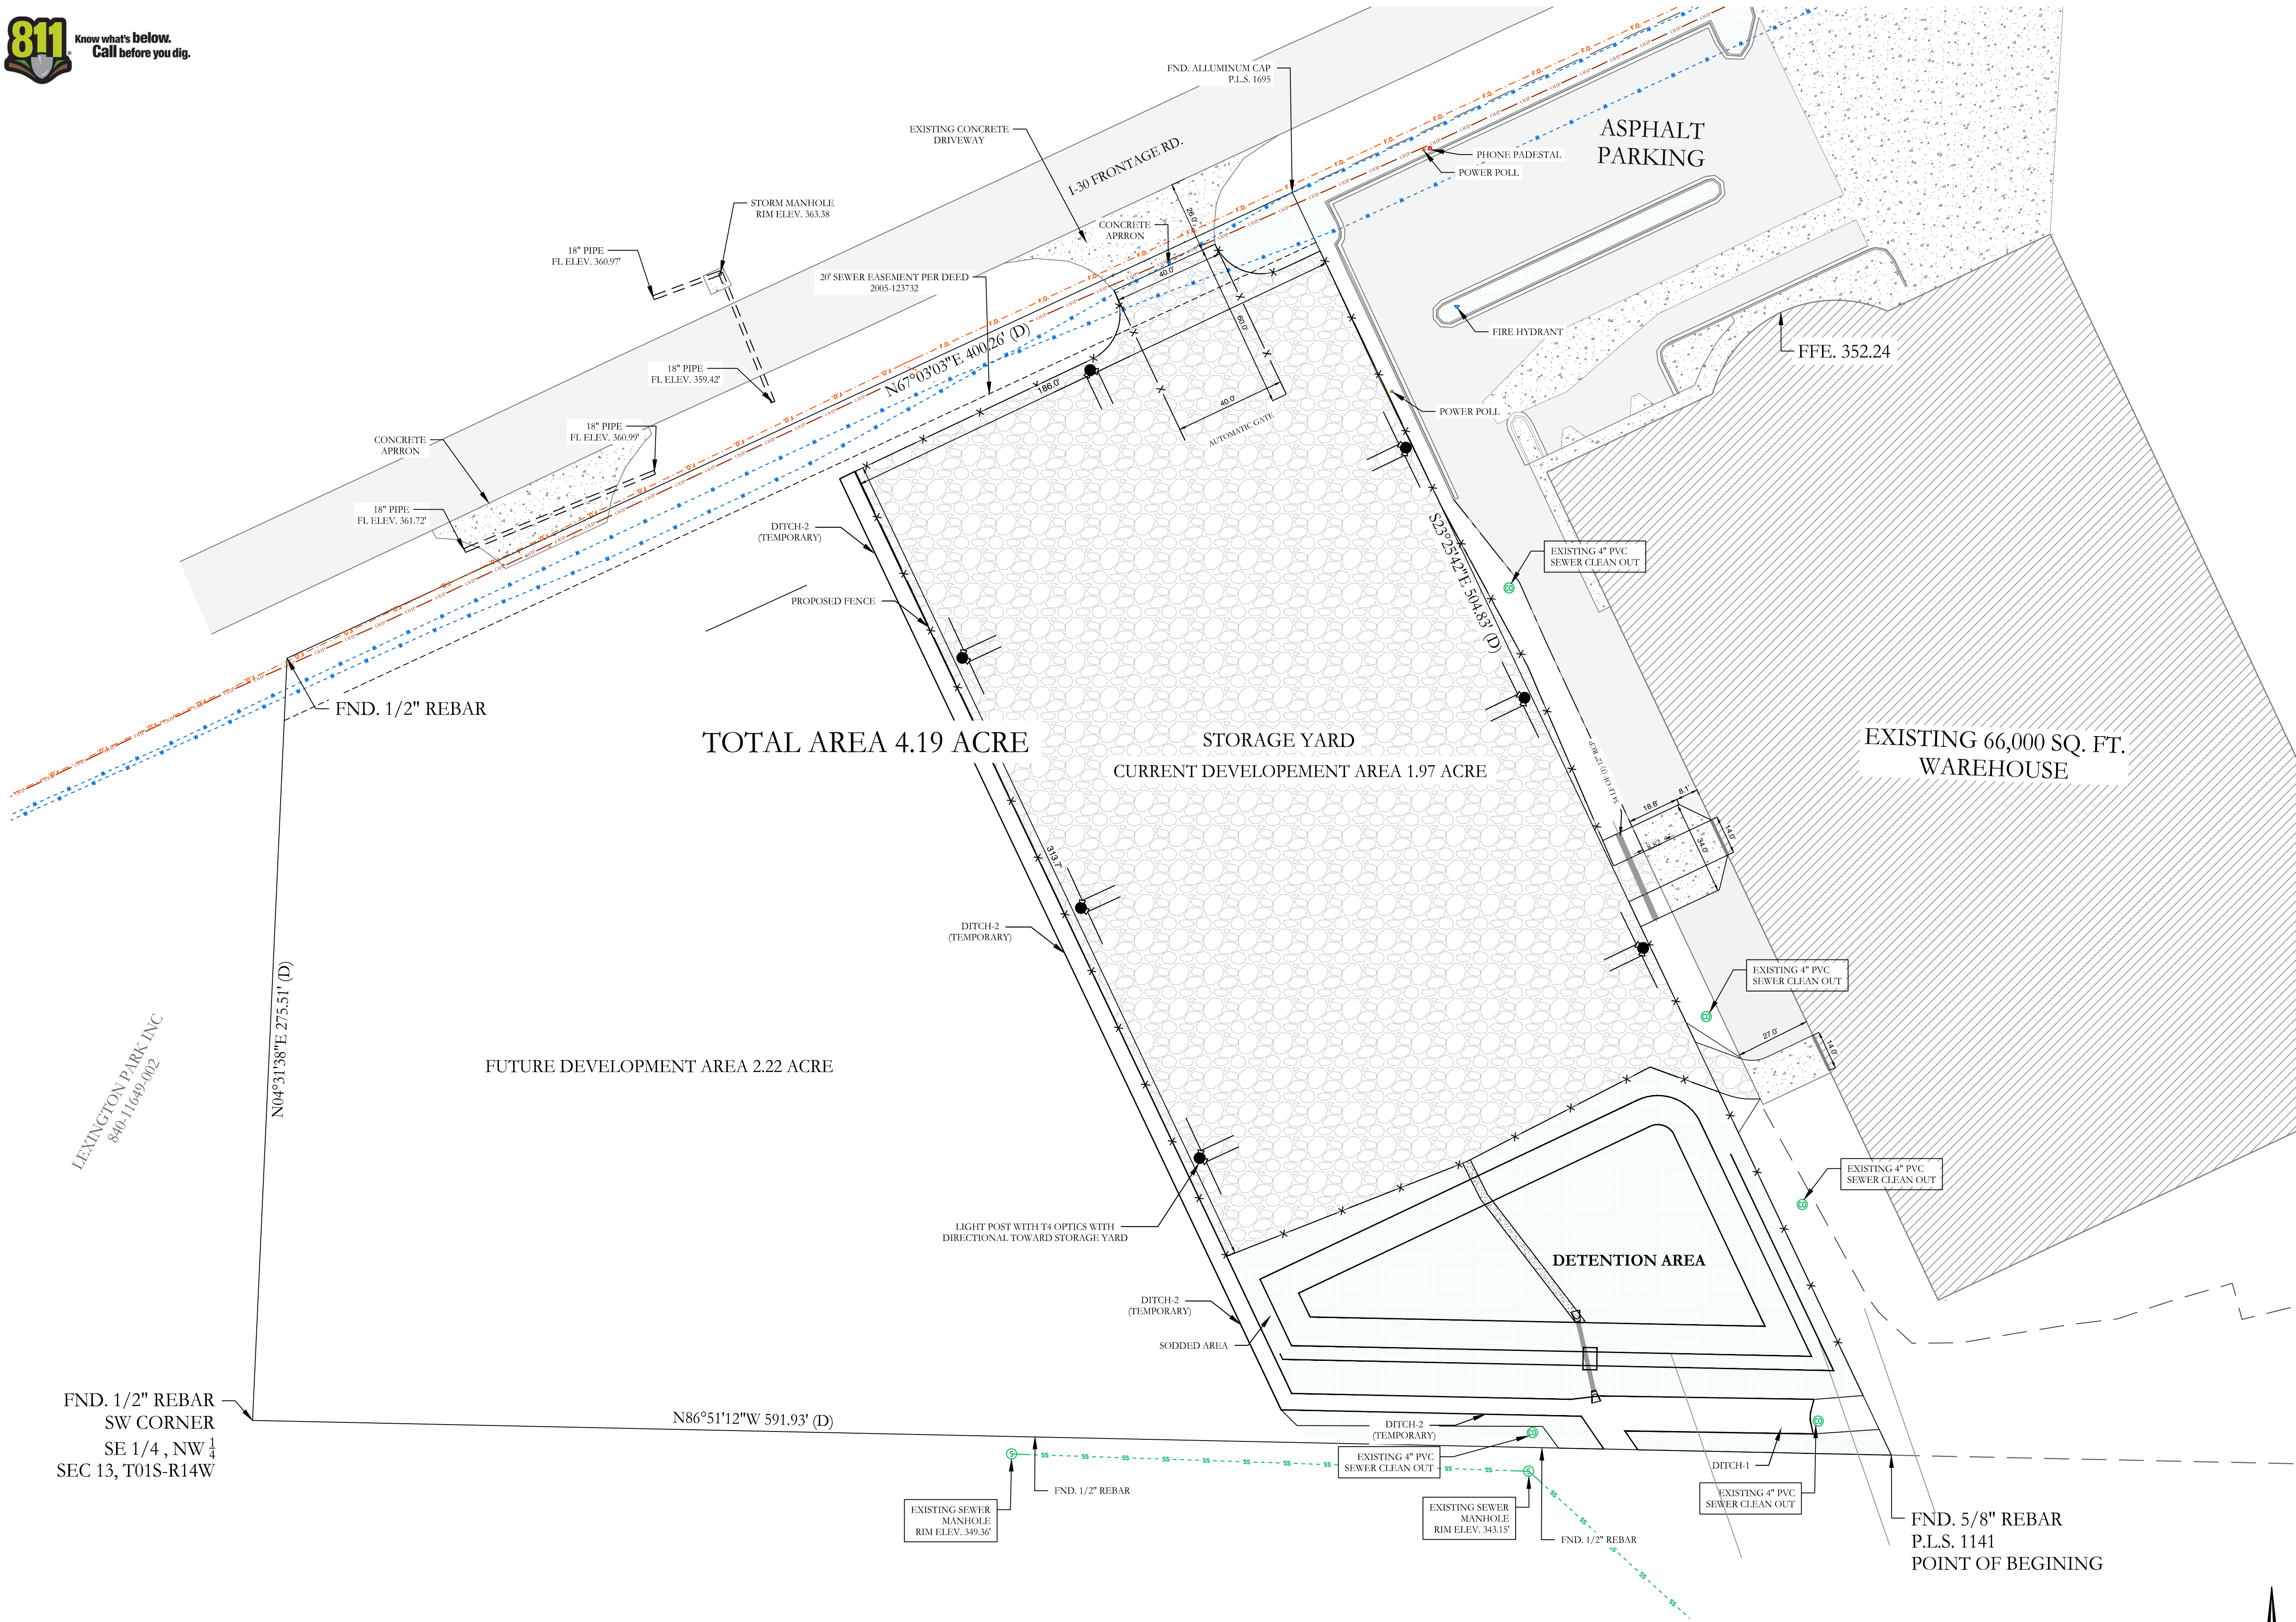 811
Know what's below.
Call before you dig.
FND. ALLUMINUM CAP
P.L.S. 1695
EXISTING CONCRETE
DRIVEWAY
1-30 FRONTAGE RD.
ASPHALT
PARKING
PHONE PADESTAL
POWER POLL
STORM MANHOLE
RIM ELEV. 363.38
18" PIPE
FL ELEV. 360.97'
CONCRETE
APRRON
26.0'
40.0'
20' SEWER EASEMENT PER DEED
2005-123732
60.0'
FIRE HYDRANT
FFE. 352.24
N67°03'03"E 400.26' (D)
18" PIPE
FL ELEV. 359.42'
186.0'
40.0'
AUTOMATIC GATE
POWER POLL
18" PIPE
FL ELEV. 360.99'
CONCRETE
APRRON
18" PIPE
FL ELEV. 361.72'
DITCH-2
(TEMPORARY)
S23°25'42"E 504.83' (D)
EXISTING 4" PVC
SEWER CLEAN OUT
PROPOSED FENCE
FND. 1/2" REBAR
TOTAL AREA 4.19 ACRE
STORAGE YARD
CURRENT DEVELOPEMENT AREA 1.97 ACRE
EXISTING 66,000 SQ. FT.
WAREHOUSE
34 LF OF (1) 12" RCP
18.8'
8.1'
14.0'
34.0'
8.82
313.7'
DITCH-2
(TEMPORARY)
EXISTING 4" PVC
SEWER CLEAN OUT
27.0'
14.0'
N04°31'38"E 275.51' (D)
LEXINGTON PARK INC
840-11649-002
FUTURE DEVELOPMENT AREA 2.22 ACRE
EXISTING 4" PVC
SEWER CLEAN OUT
LIGHT POST WITH T4 OPTICS WITH
DIRECTIONAL TOWARD STORAGE YARD
DETENTION AREA
DITCH-2
(TEMPORARY)
SODDED AREA
FND. 1/2" REBAR
SW CORNER
SE 1/4 , NW 1/4
SEC 13, T01S-R14W
N86°51'12"W 591.93' (D)
DITCH-2
(TEMPORARY)
EXISTING 4" PVC
SEWER CLEAN OUT
DITCH-1
FND. 1/2" REBAR
EXISTING SEWER
MANHOLE
RIM ELEV. 349.36'
EXISTING SEWER
MANHOLE
RIM ELEV. 343.15'
EXISTING 4" PVC
SEWER CLEAN OUT
FND. 1/2" REBAR
FND. 5/8" REBAR
P.L.S. 1141
POINT OF BEGINING